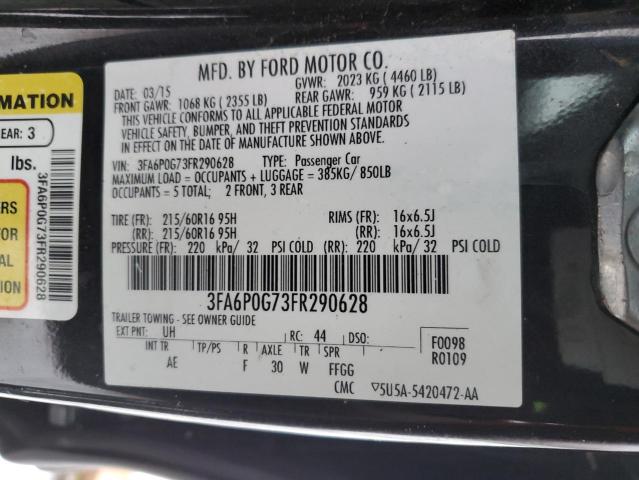 MFD. BY FORD MOTOR CO.
DATE: 03/15 GVWR: 2023 KG ( 4460 LB)
FRONT GAWR: 1068 KG ( 2355 LB) REAR GAWR: 959 KG ( 2115 LB)
THIS VEHICLE CONFORMS TO ALL APPLICABLE FEDERAL MOTOR
VEHICLE SAFETY, BUMPER, AND THEFT PREVENTION STANDARDS
IN EFFECT ON THE DATE OF MANUFACTURE SHOWN ABOVE.
VIN: 3FA6P0G73FR290628 TYPE: Passenger Car
MAXIMUM LOAD = OCCUPANTS + LUGGAGE = 385KG/ 850LB
OCCUPANTS = 5 TOTAL; 2 FRONT, 3 REAR
TIRE (FR): 215/60R16 95H RIMS (FR): 16x6.5J
(RR): 215/60R16 95H (RR): 16x6.5J
PRESSURE (FR): 220 kPa/ 32 PSI COLD (RR): 220 kPa/ 32 PSI COLD
3FA6P0G73FR290628
TRAILER TOWING - SEE OWNER GUIDE
EXT PNT: UH RC: 44 DSO: F0098
R0109
INT TR TP/PS R AXLE TR SPR
AE F 30 W FFGG
CMC 5U5A-5420472-AA
RMATION
EAR: 3
lbs.
ERS
FOR
AL
TION
3FA6P0G73FR290628